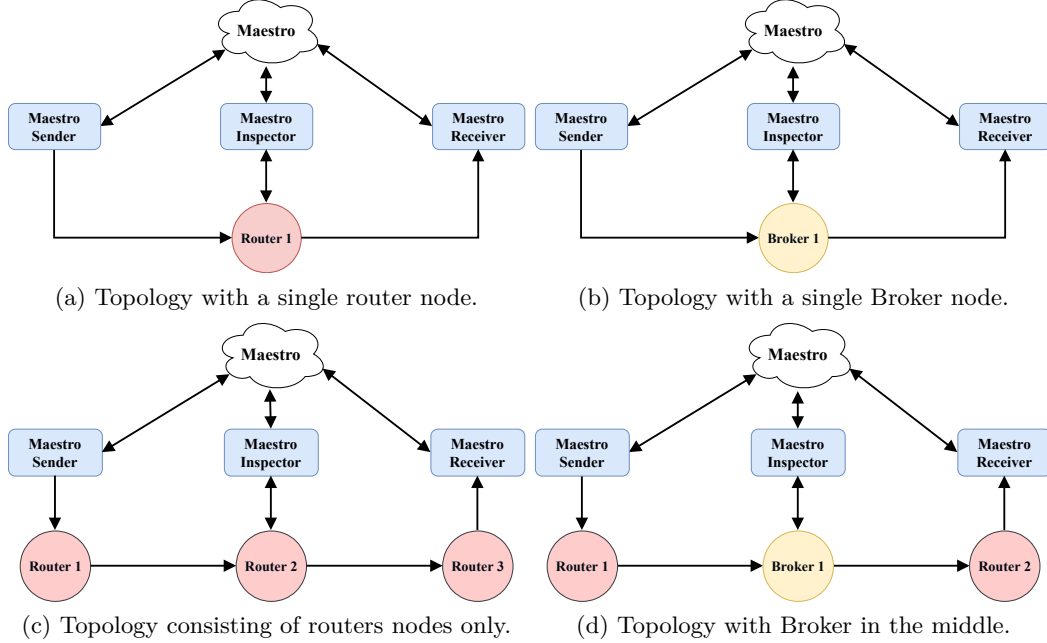 Maestro
Maestro
Sender
Maestro
Inspector
Maestro
Receiver
Router 1
(a) Topology with a single router node.
Maestro
Maestro
Sender
Maestro
Inspector
Maestro
Receiver
Broker 1
(b) Topology with a single Broker node.
Maestro
Maestro
Sender
Maestro
Inspector
Maestro
Receiver
Router 1
Router 2
Router 3
(c) Topology consisting of routers nodes only.
Maestro
Maestro
Sender
Maestro
Inspector
Maestro
Receiver
Router 1
Broker 1
Router 2
(d) Topology with Broker in the middle.